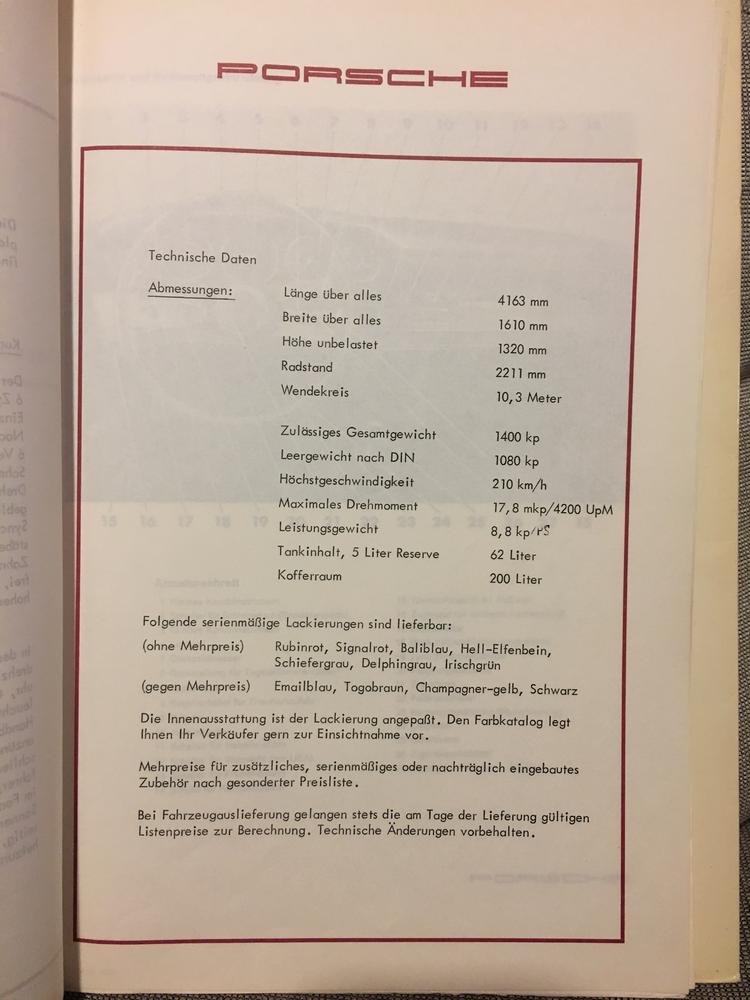 PORSCHE
Technische Daten
Abmessungen: Länge über alles 4163 mm
Breite über alles 1610 mm
Höhe unbelastet 1320 mm
Radstand 2211 mm
Wendekreis 10,3 Meter
Zulässiges Gesamtgewicht 1400 kp
Leergewicht nach DIN 1080 kp
Höchstgeschwindigkeit 210 km/h
Maximales Drehmoment 17,8 mkp/4200 UpM
Leistungsgewicht 8,8 kp/PS
Tankinhalt, 5 Liter Reserve 62 Liter
Kofferraum 200 Liter
Folgende serienmäßige Lackierungen sind lieferbar:
(ohne Mehrpreis) Rubinrot, Signalrot, Baliblau, Hell-Elfenbein,
Schiefergrau, Delphingrau, Irischgrün
(gegen Mehrpreis) Emailblau, Togobraun, Champagner-gelb, Schwarz
Die Innenausstattung ist der Lackierung angepaßt. Den Farbkatalog legt
Ihnen Ihr Verkäufer gern zur Einsichtnahme vor.
Mehrpreise für zusätzliches, serienmäßiges oder nachträglich eingebautes
Zubehör nach gesonderter Preisliste.
Bei Fahrzeugauslieferung gelangen stets die am Tage der Lieferung gültigen
Listenpreise zur Berechnung. Technische Änderungen vorbehalten.